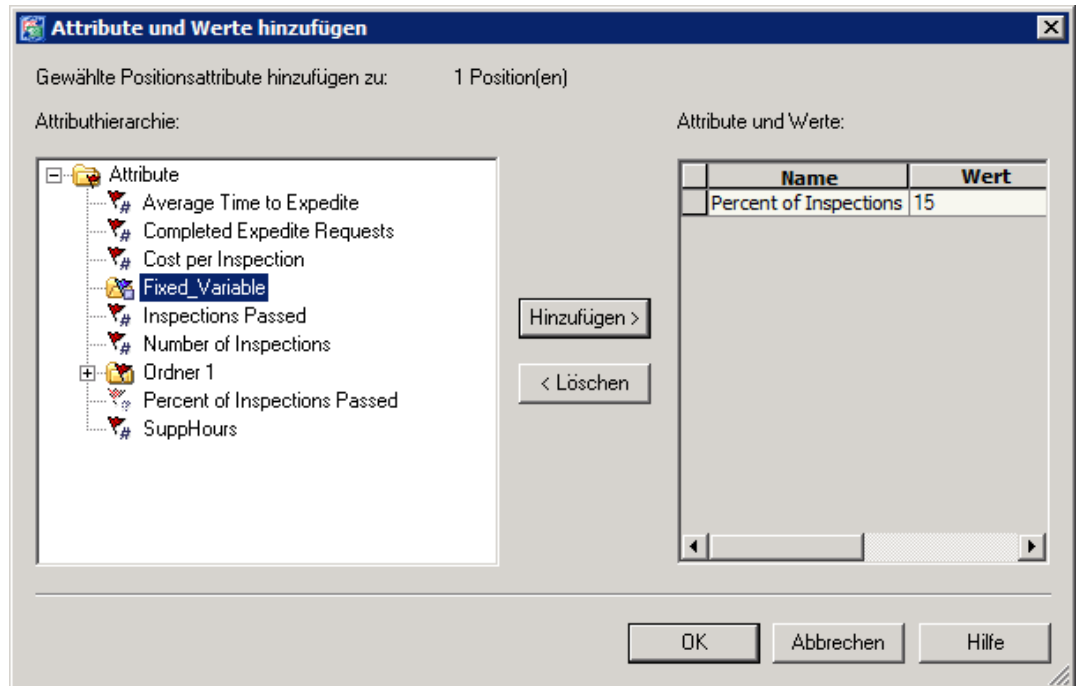 Attribute und Werte hinzufügen
Gewählte Positionsattribute hinzufügen zu: 1 Position(en)
Attributhierarchie:
Attribute
Average Time to Expedite
Completed Expedite Requests
Cost per Inspection
Fixed_Variable
Inspections Passed
Number of Inspections
Ordner 1
Percent of Inspections Passed
SuppHours
Hinzufügen >
< Löschen
Attribute und Werte:
Name Wert
Percent of Inspections 15
OK Abbrechen Hilfe